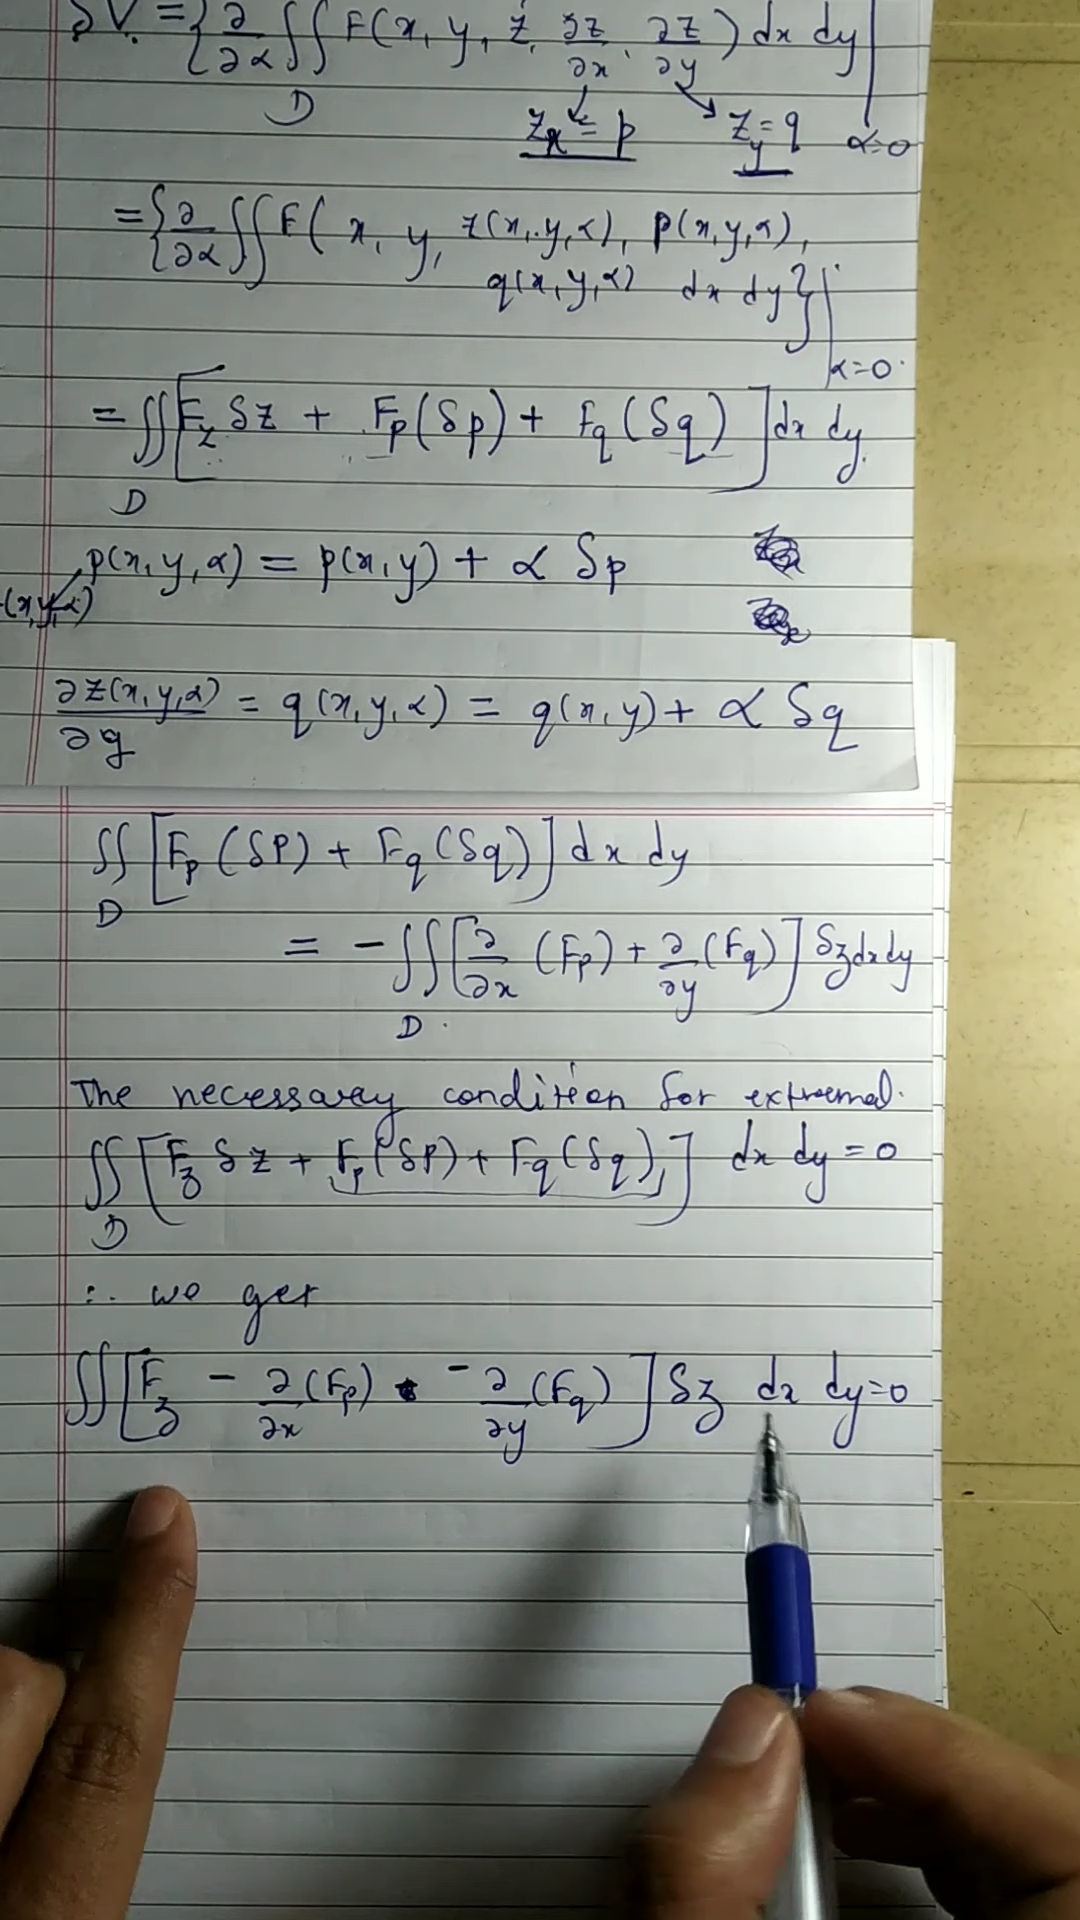 δV. = {∂/∂α ∬_D F(x, y, z, ∂z/∂x, ∂z/∂y) dx dy |α=0
z_x = p z_y = q
= {∂/∂α ∬ F( x, y, z(x,y,α), p(x,y,α),
q(x,y,α) dx dy} |α=0
= ∬_D [F_z δz + F_p(δp) + F_q(δq)] dx dy.
p(x,y,α) = p(x,y) + α δp
(x,y,α)
∂z(x,y,α)/∂y = q(x,y,α) = q(x,y) + α δq
∬_D [F_p(δp) + F_q(δq)] dx dy
= -∬_D [∂/∂x (F_p) + ∂/∂y (F_q)] δz dx dy
The necessary condition for extremal.
∬_D [F_z δz + F_p(δp) + F_q(δq)] dx dy = 0
∴ we get
∬ [F_z - ∂/∂x (F_p) - ∂/∂y (F_q)] δz dx dy = 0